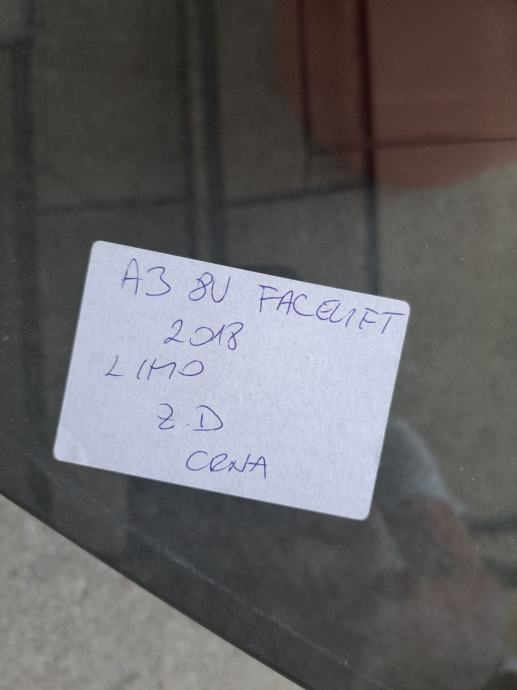 A3 8V FACELIFT
2018
LIMO
Z.D
CRNA